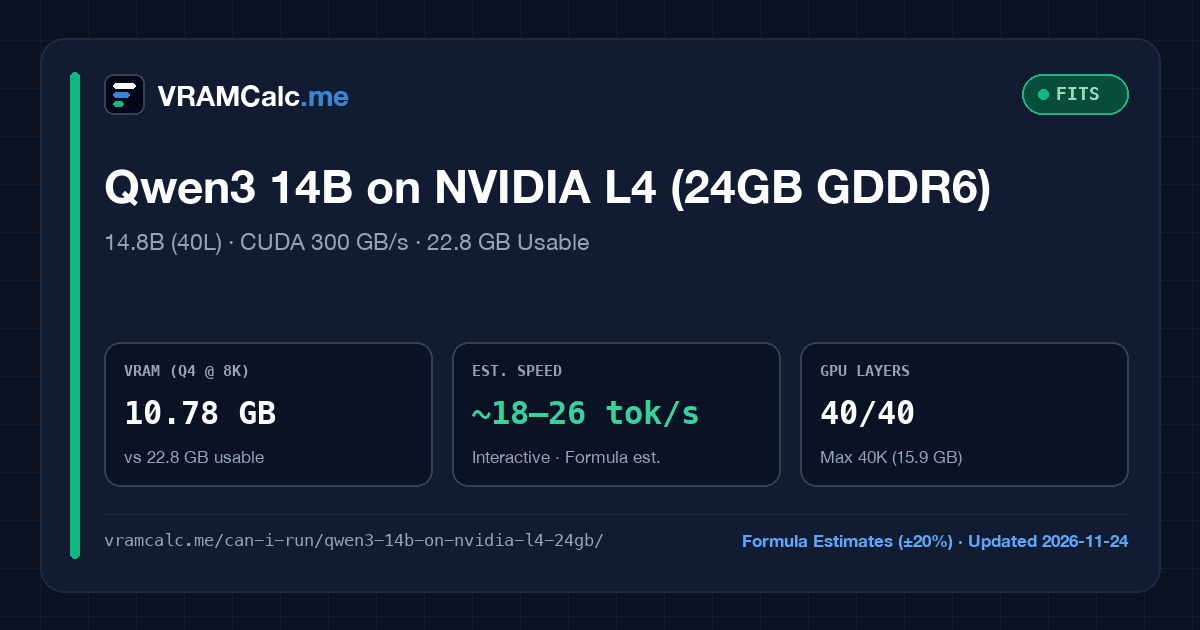 VRAMCalc.me
FITS
Qwen3 14B on NVIDIA L4 (24GB GDDR6)
14.8B (40L) · CUDA 300 GB/s · 22.8 GB Usable
VRAM (Q4 @ 8K)
10.78 GB
vs 22.8 GB usable
EST. SPEED
~18–26 tok/s
Interactive · Formula est.
GPU LAYERS
40/40
Max 40K (15.9 GB)
vramcalc.me/can-i-run/qwen3-14b-on-nvidia-l4-24gb/
Formula Estimates (±20%) · Updated 2026-11-24